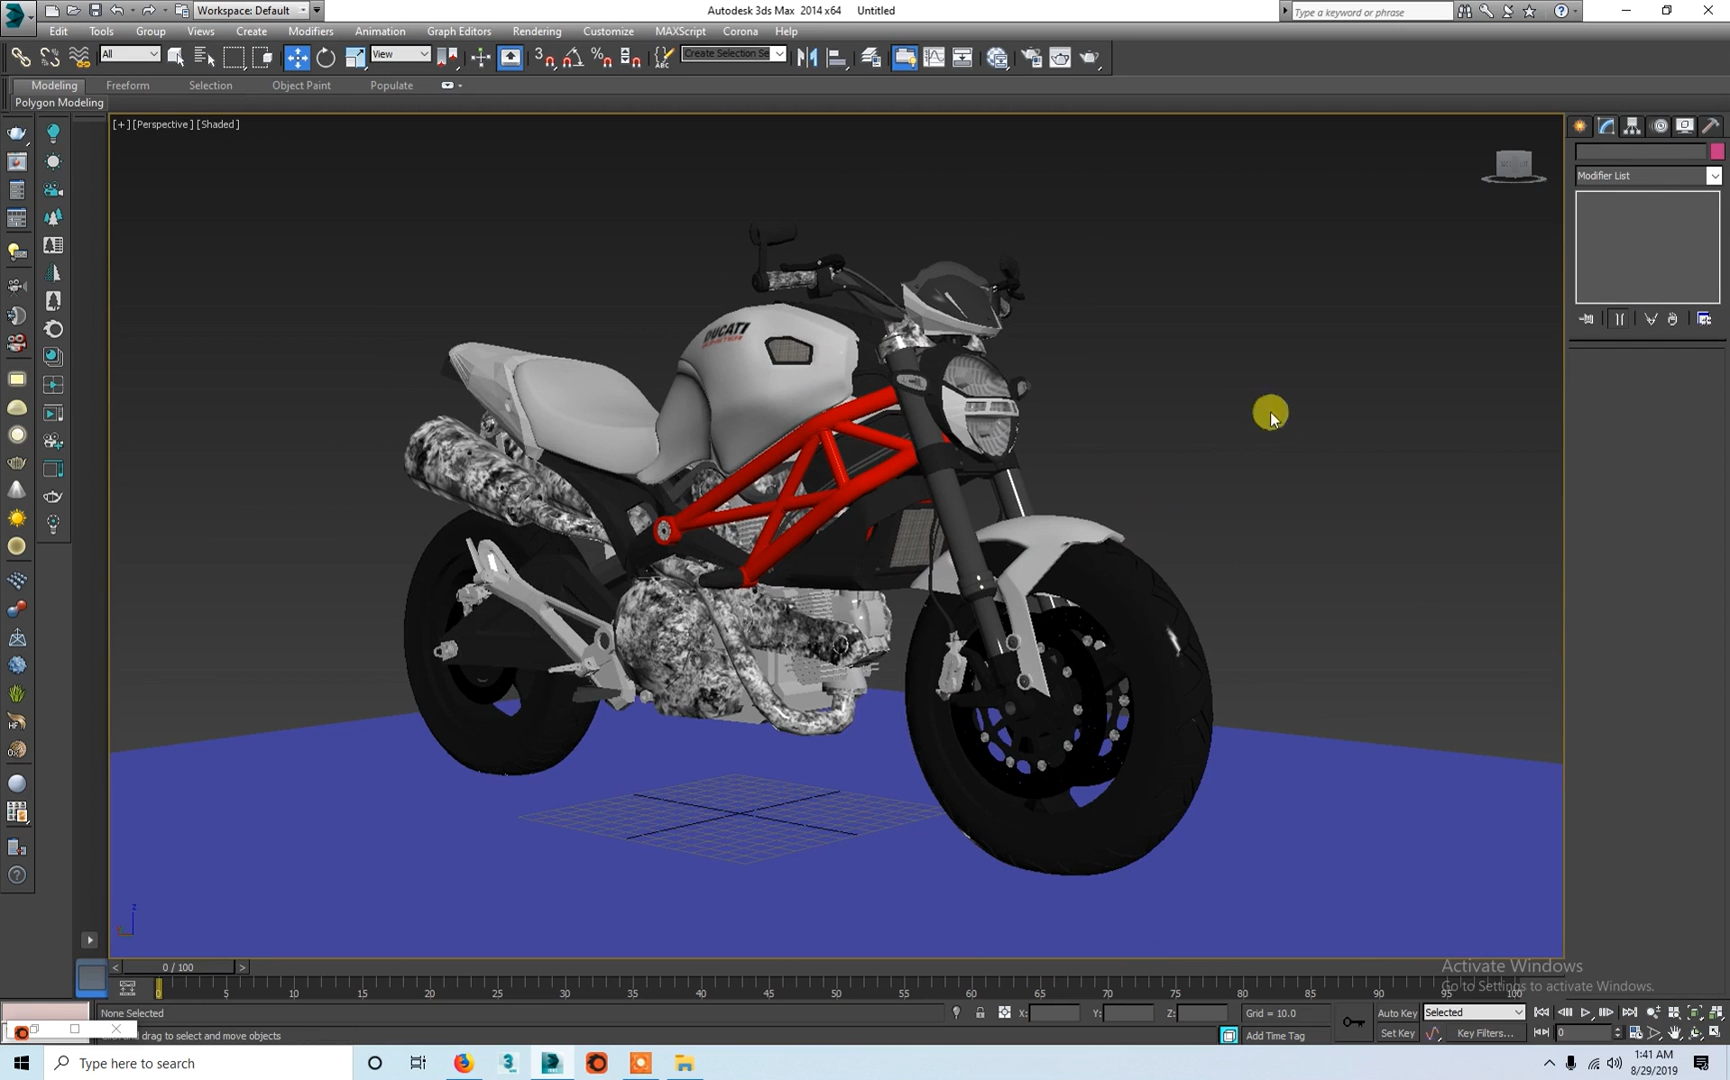 Workspace: Default
Autodesk 3ds Max 2014 x64 Untitled
Type a keyword or phrase
Edit Tools Group Views Create Modifiers Animation Graph Editors Rendering Customize MAXScript Corona Help
All
View
Create Selection Se
Modeling Freeform Selection Object Paint Populate
Polygon Modeling
[+] [Perspective] [Shaded]
Modifier List
DUCATI
z
0 / 100
0 5 10 15 20 25 30 35 40 45 50 55 60 65 70 75 80 85 90 95 100
Activate Windows
Go to Settings to activate Windows.
None Selected
X: Y: Z: Grid = 10.0
Auto Key Selected
drag to select and move objects
Add Time Tag
Set Key Key Filters...
0
Type here to search
1:41 AM
8/29/2019